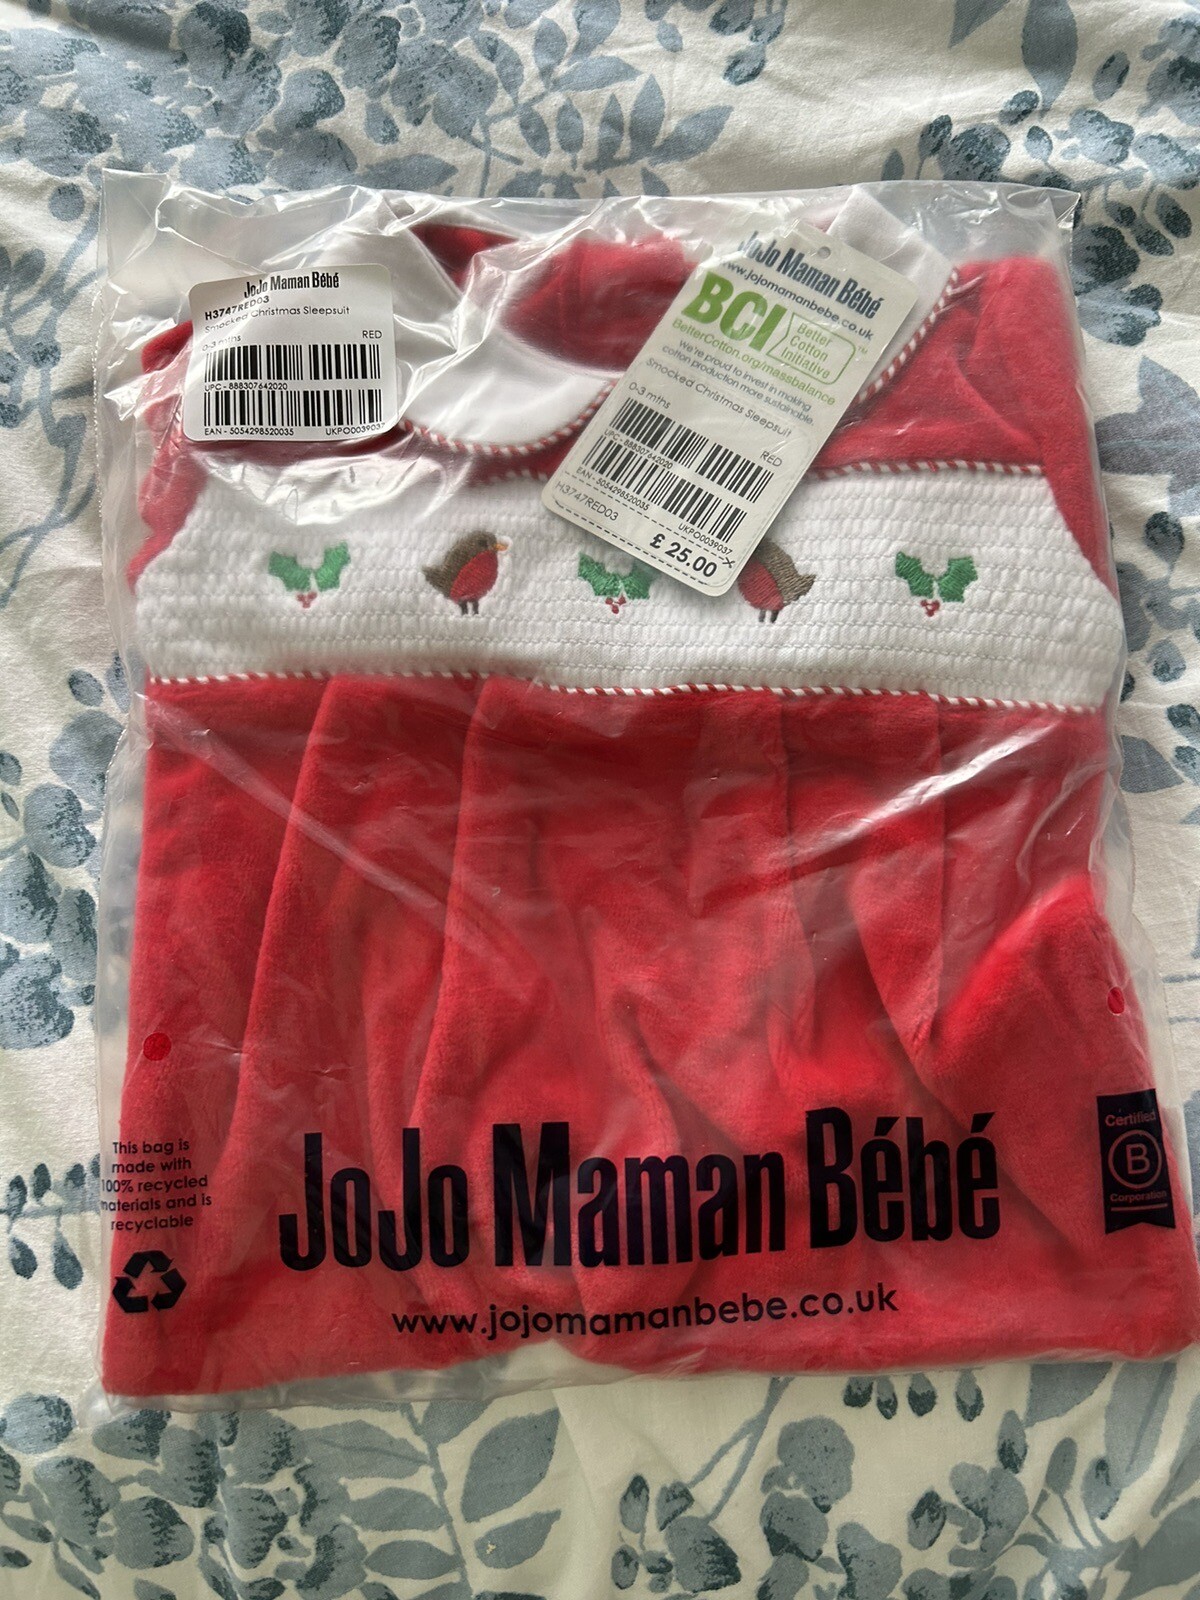 JoJo Maman Bébé
H3747RED03
Smocked Christmas Sleepsuit
RED
0-3 mths
UPC - 888307642020
EAN - 5054298520035 UKPO0039037
JoJo Maman Bébé
www.jojomamanbebe.co.uk
BCI
Better
Cotton
Initiative
™
BetterCotton.org/massbalance
We're proud to invest in making
cotton production more sustainable.
Smocked Christmas Sleepsuit
0-3 mths
RED
UPC - 888307642020
EAN - 5054298520035
UKPO0039037
H3747RED03
£ 25.00
This bag is
made with
100% recycled
materials and is
recyclable
JoJo Maman Bébé
www.jojomamanbebe.co.uk
Certified
B
Corporation